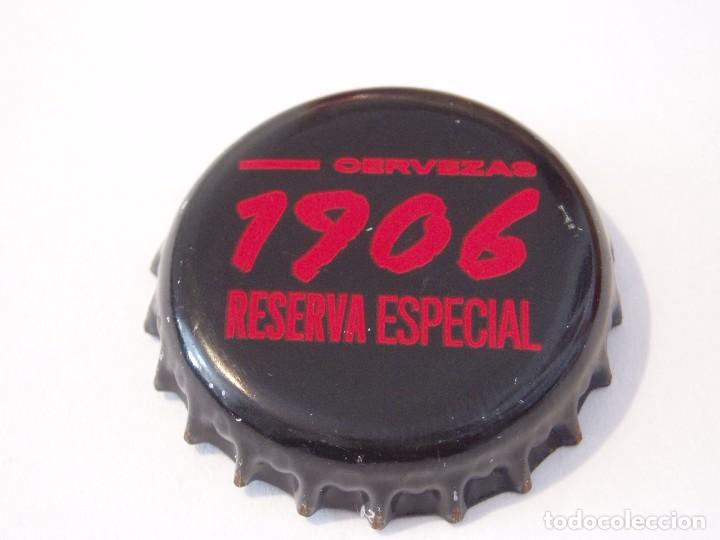 CERVEZAS
1906
RESERVA ESPECIAL
todocoleccion